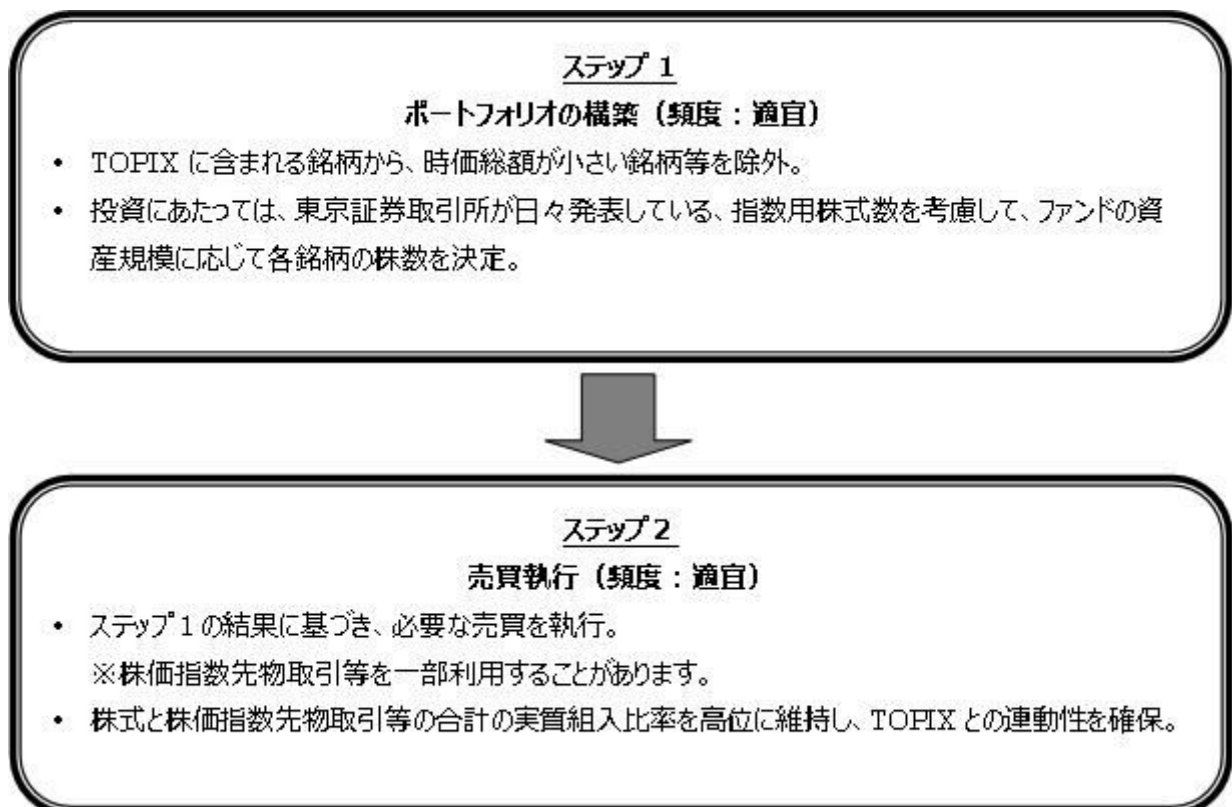 ステップ 1
ポートフォリオの構築（頻度：適宜）
• TOPIX に含まれる銘柄から、時価総額が小さい銘柄等を除外。
• 投資にあたっては、東京証券取引所が日々発表している、指数用株式数を考慮して、ファンドの資
産規模に応じて各銘柄の株数を決定。
ステップ 2
売買執行（頻度：適宜）
• ステップ 1 の結果に基づき、必要な売買を執行。
※株価指数先物取引等を一部利用することがあります。
• 株式と株価指数先物取引等の合計の実質組入比率を高位に維持し、TOPIX との連動性を確保。